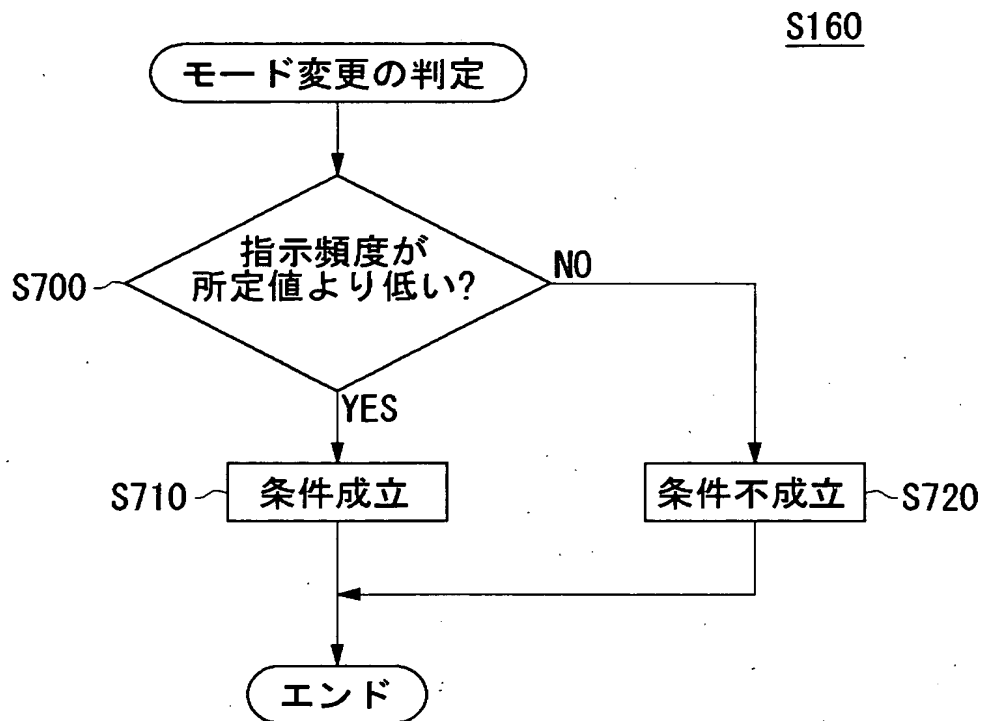 S160
モード変更の判定
指示頻度が
所定値より低い?
S700
NO
YES
S710
条件成立
条件不成立
S720
エンド